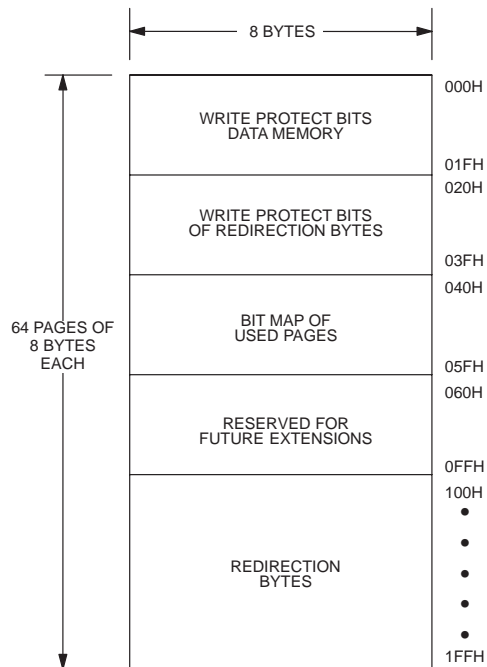 8 BYTES
000H
WRITE PROTECT BITS
DATA MEMORY
01FH
020H
WRITE PROTECT BITS
OF REDIRECTION BYTES
03FH
040H
64 PAGES OF
8 BYTES
EACH
BIT MAP OF
USED PAGES
05FH
060H
RESERVED FOR
FUTURE EXTENSIONS
0FFH
100H
REDIRECTION
BYTES
1FFH